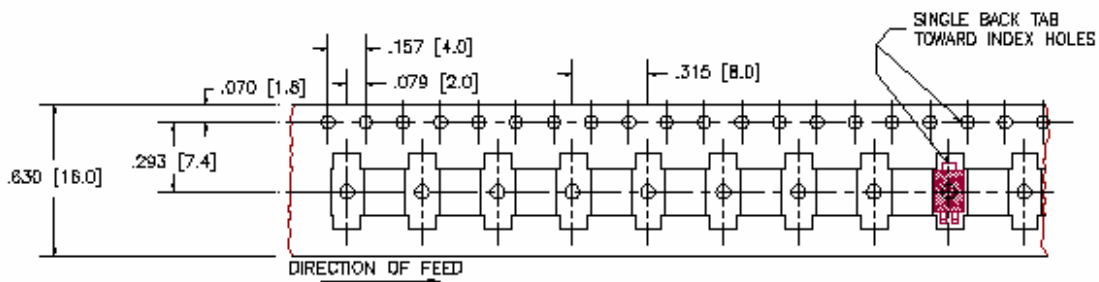 SINGLE BACK TAB
TOWARD INDEX HOLES
.157 [4.0]
.079 [2.0]
.315 [8.0]
.070 [1.8]
.293 [7.4]
.630 [16.0]
DIRECTION OF FEED